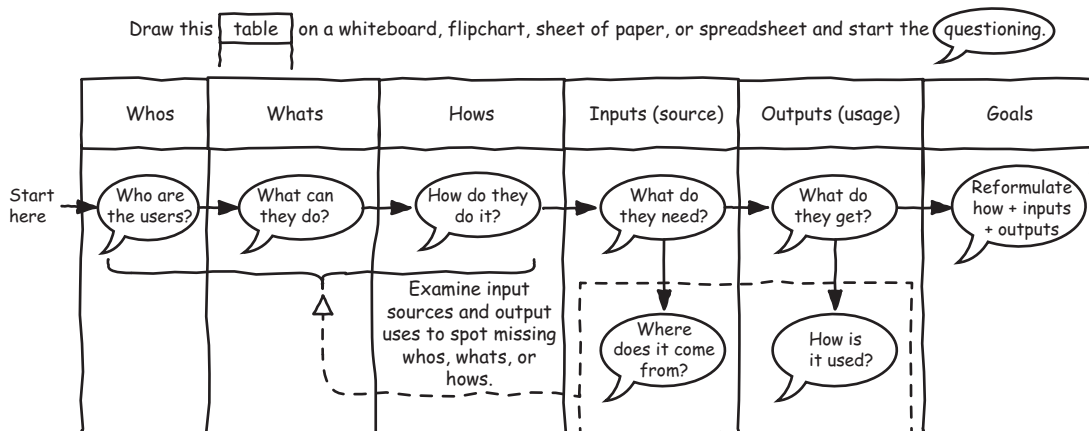 Draw this table on a whiteboard, flipchart, sheet of paper, or spreadsheet and start the questioning.
Whos
Whats
Hows
Inputs (source)
Outputs (usage)
Goals
Start
here
Who are
the users?
What can
they do?
How do they
do it?
What do
they need?
What do
they get?
Reformulate
how + inputs
+ outputs
Examine input
sources and output
uses to spot missing
whos, whats, or
hows.
Where
does it come
from?
How is
it used?